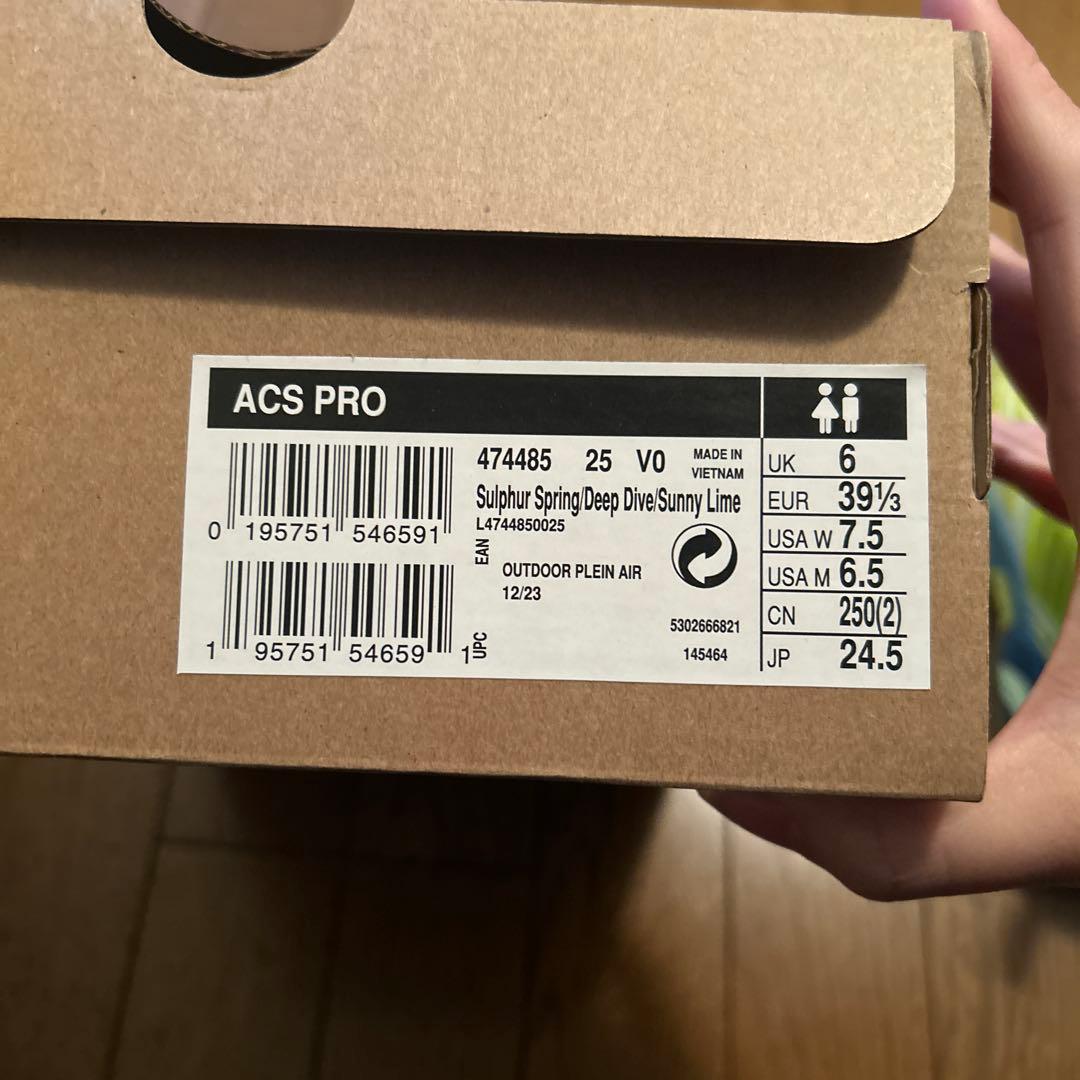 ACS PRO
0 195751 546591
EAN
1 95751 54659 1
UPC
474485 25 V0
MADE IN
VIETNAM
Sulphur Spring/Deep Dive/Sunny Lime
L4744850025
OUTDOOR PLEIN AIR
12/23
5302666821
145464
UK 6
EUR 39⅓
USA W 7.5
USA M 6.5
CN 250(2)
JP 24.5